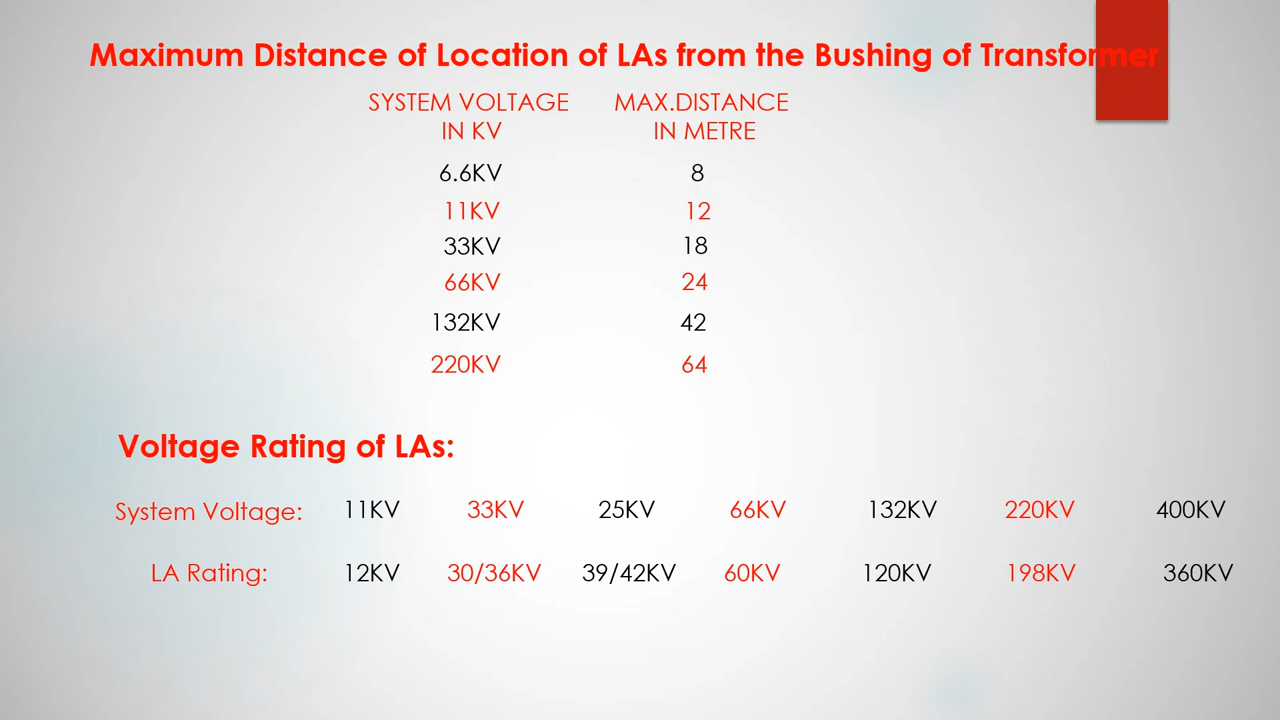 Maximum Distance of Location of LAs from the Bushing of Transformer
SYSTEM VOLTAGE MAX.DISTANCE
IN KV IN METRE
6.6KV 8
11KV 12
33KV 18
66KV 24
132KV 42
220KV 64
Voltage Rating of LAs:
System Voltage: 11KV 33KV 25KV 66KV 132KV 220KV 400KV
LA Rating: 12KV 30/36KV 39/42KV 60KV 120KV 198KV 360KV